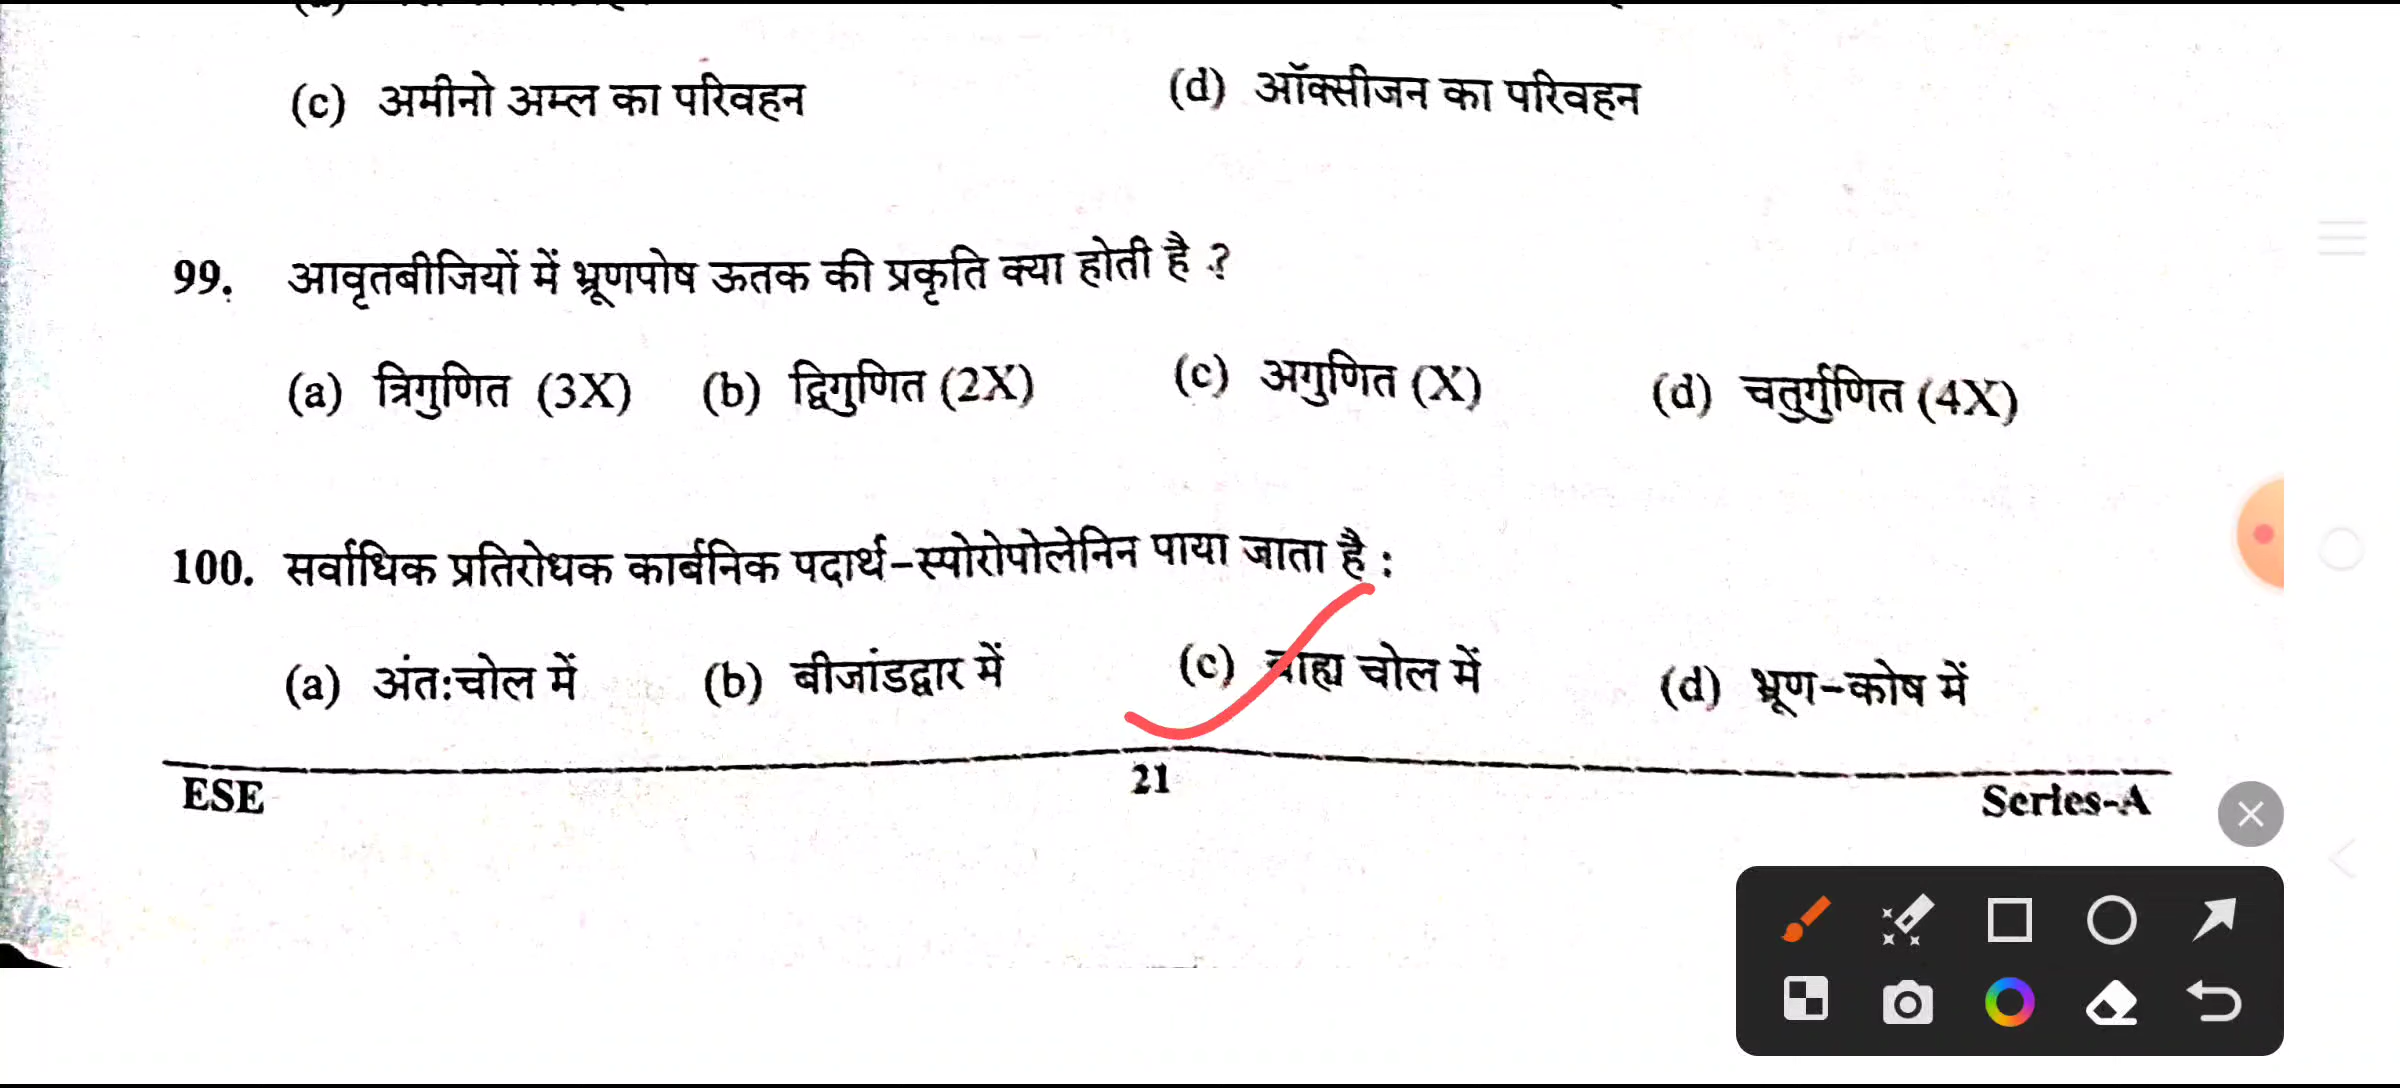 (c) अमीनो अम्ल का परिवहन (d) ऑक्सीजन का परिवहन
99. आवृतबीजियों में भ्रूणपोष ऊतक की प्रकृति क्या होती है ?
(a) त्रिगुणित (3X) (b) द्विगुणित (2X) (c) अगुणित (X) (d) चतुर्गुणित (4X)
100. सर्वाधिक प्रतिरोधक कार्बनिक पदार्थ-स्पोरोपोलेनिन पाया जाता है :
(a) अंतःचोल में (b) बीजांडद्वार में (c) बाह्य चोल में (d) भ्रूण-कोष में
ESE 21 Series-A